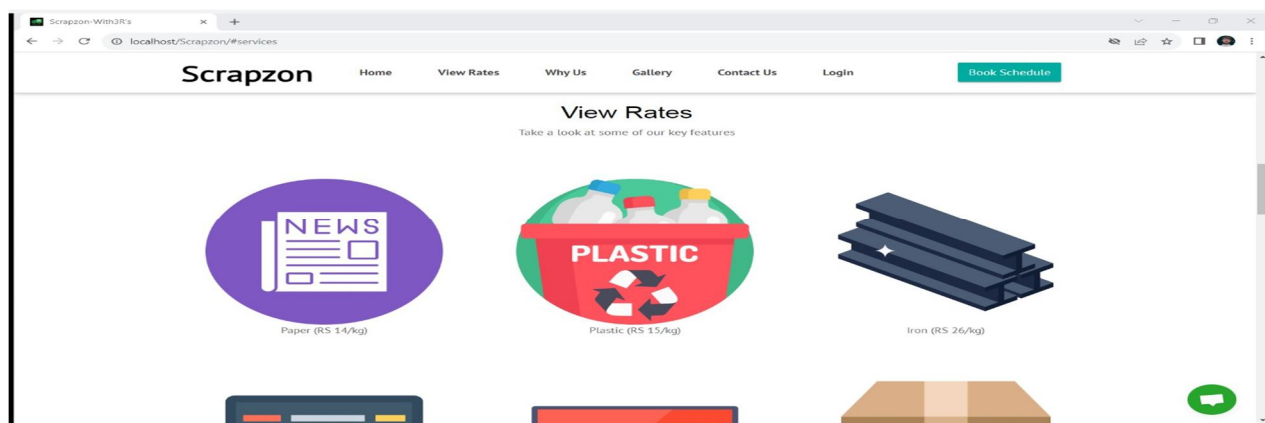 Scrapzon-With3R's
localhost/Scrapzon/#services
Scrapzon Home View Rates Why Us Gallery Contact Us Login Book Schedule
View Rates
Take a look at some of our key features
NEWS
PLASTIC
Paper (RS 14/kg) Plastic (RS 15/kg) Iron (RS 26/kg)